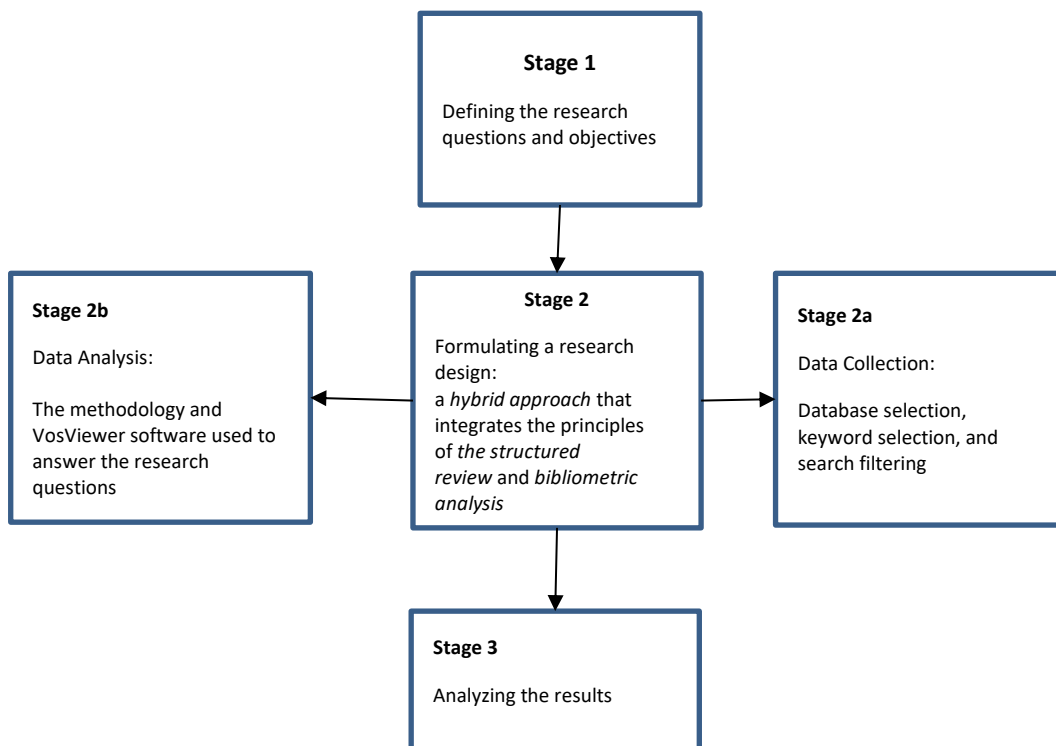 Stage 1
Defining the research
questions and objectives
Stage 2b
Data Analysis:
The methodology and
VosViewer software used to
answer the research
questions
Stage 2
Formulating a research
design:
a hybrid approach that
integrates the principles
of the structured
review and bibliometric
analysis
Stage 2a
Data Collection:
Database selection,
keyword selection, and
search filtering
Stage 3
Analyzing the results